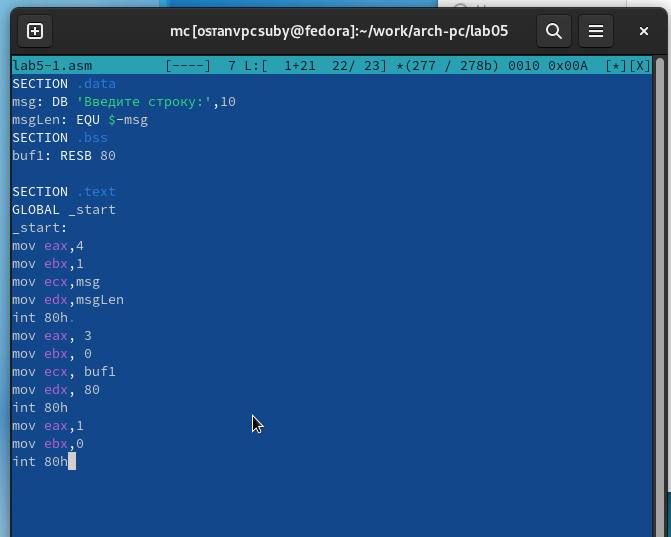 mc [ostanvpcsuby@fedora]:~/work/arch-pc/lab05
lab5-1.asm [----] 7 L:[ 1+21 22/ 23] *(277 / 278b) 0010 0x00A [*][X]
SECTION .data
msg: DB 'Введите строку:',10
msgLen: EQU $-msg
SECTION .bss
buf1: RESB 80
SECTION .text
GLOBAL _start
_start:
mov eax,4
mov ebx,1
mov ecx,msg
mov edx,msgLen
int 80h.
mov eax, 3
mov ebx, 0
mov ecx, buf1
mov edx, 80
int 80h
mov eax,1
mov ebx,0
int 80h